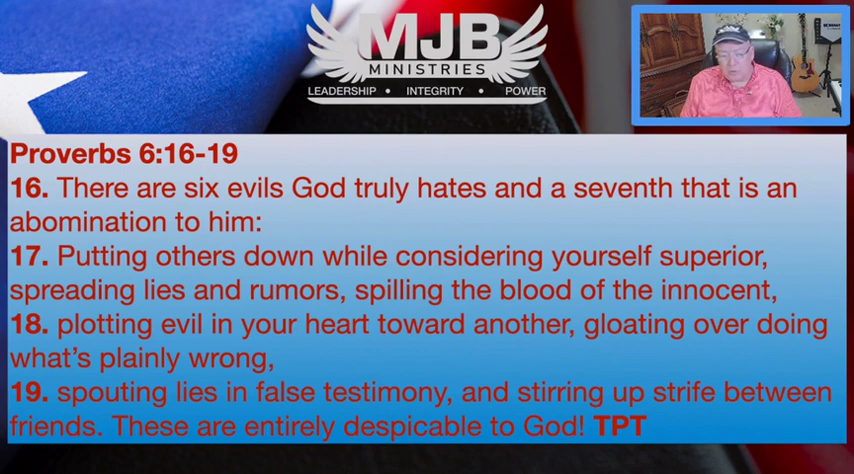 MJB
MINISTRIES
LEADERSHIP • INTEGRITY • POWER
Proverbs 6:16-19
16. There are six evils God truly hates and a seventh that is an
abomination to him:
17. Putting others down while considering yourself superior,
spreading lies and rumors, spilling the blood of the innocent,
18. plotting evil in your heart toward another, gloating over doing
what's plainly wrong,
19. spouting lies in false testimony, and stirring up strife between
friends. These are entirely despicable to God! TPT